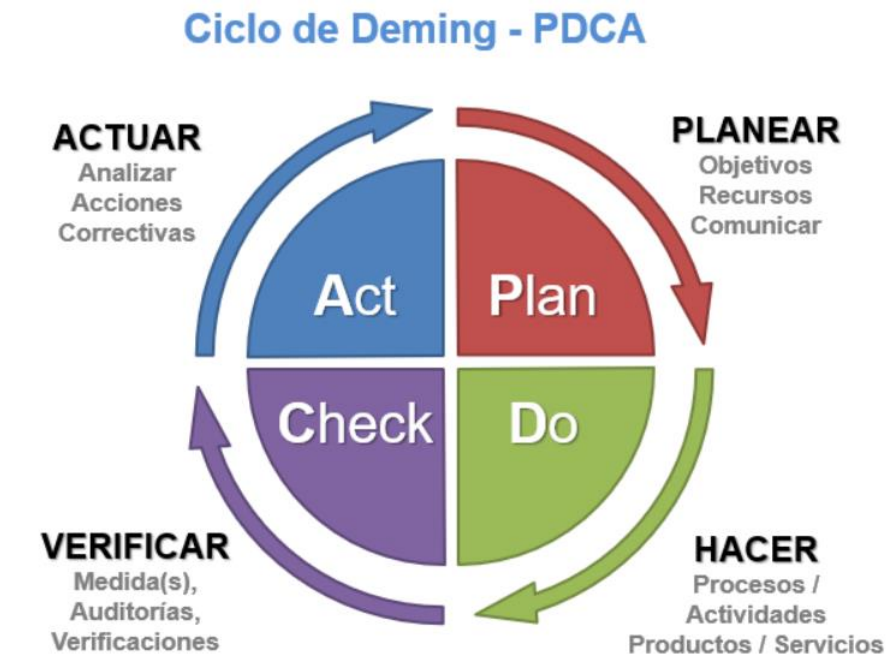 Ciclo de Deming - PDCA
ACTUAR
Analizar
Acciones
Correctivas
PLANEAR
Objetivos
Recursos
Comunicar
Act
Plan
Check
Do
VERIFICAR
Medida(s),
Auditorías,
Verificaciones
HACER
Procesos /
Actividades
Productos / Servicios